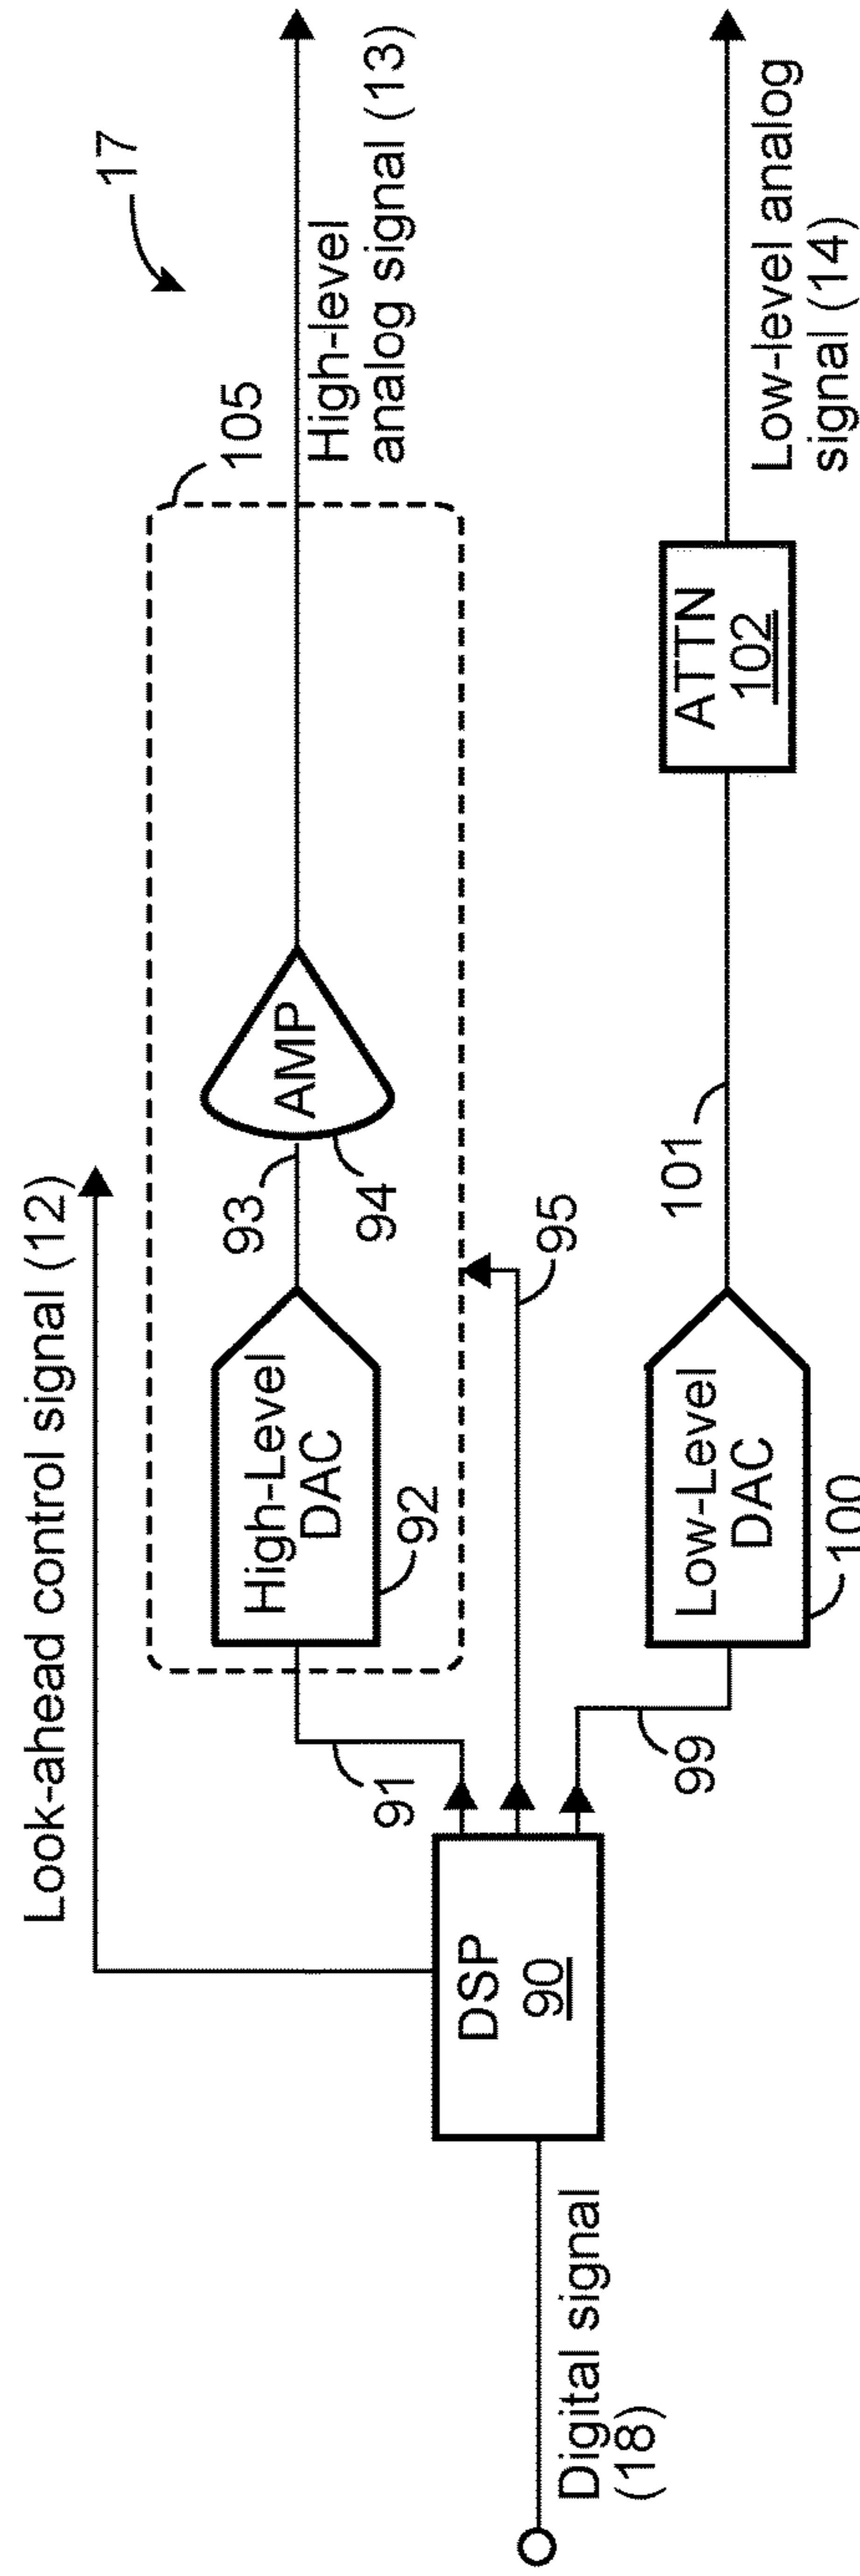 17
Look-ahead control signal (12)
105
High-level
analog signal (13)
High-Level
DAC
92
93
AMP
94
91
95
DSP
90
Digital signal
(18)
99
Low-Level
DAC
100
101
ATTN
102
Low-level analog
signal (14)